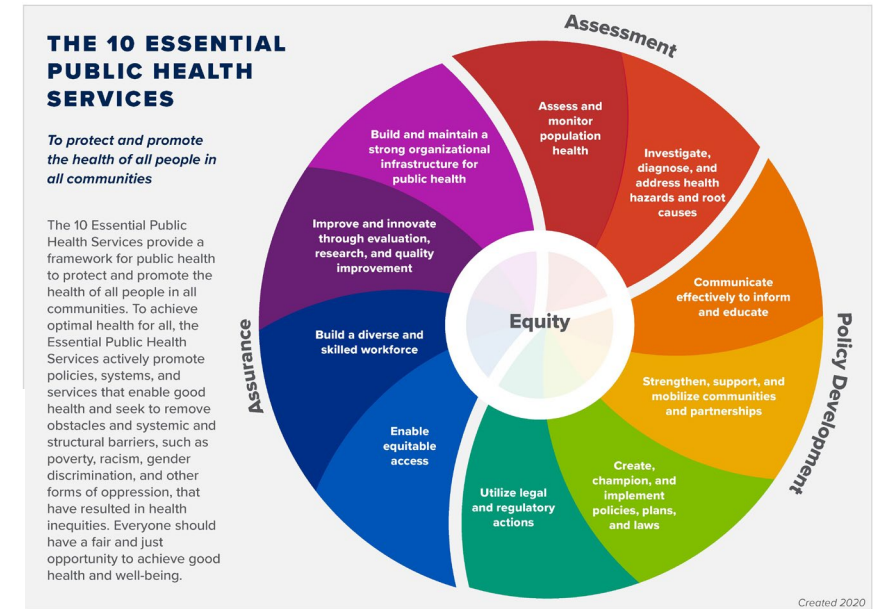 THE 10 ESSENTIAL
PUBLIC HEALTH
SERVICES
To protect and promote
the health of all people in
all communities
The 10 Essential Public
Health Services provide a
framework for public health
to protect and promote the
health of all people in all
communities. To achieve
optimal health for all, the
Essential Public Health
Services actively promote
policies, systems, and
services that enable good
health and seek to remove
obstacles and systemic and
structural barriers, such as
poverty, racism, gender
discrimination, and other
forms of oppression, that
have resulted in health
inequities. Everyone should
have a fair and just
opportunity to achieve good
health and well-being.
Assessment
Assess and
monitor
population
health
Investigate,
diagnose, and
address health
hazards and root
causes
Policy Development
Communicate
effectively to inform
and educate
Strengthen, support, and
mobilize communities
and partnerships
Create,
champion, and
implement
policies, plans,
and laws
Utilize legal
and regulatory
actions
Assurance
Enable
equitable
access
Build a diverse and
skilled workforce
Improve and innovate
through evaluation,
research, and quality
improvement
Build and maintain a
strong organizational
infrastructure for
public health
Equity
Created 2020